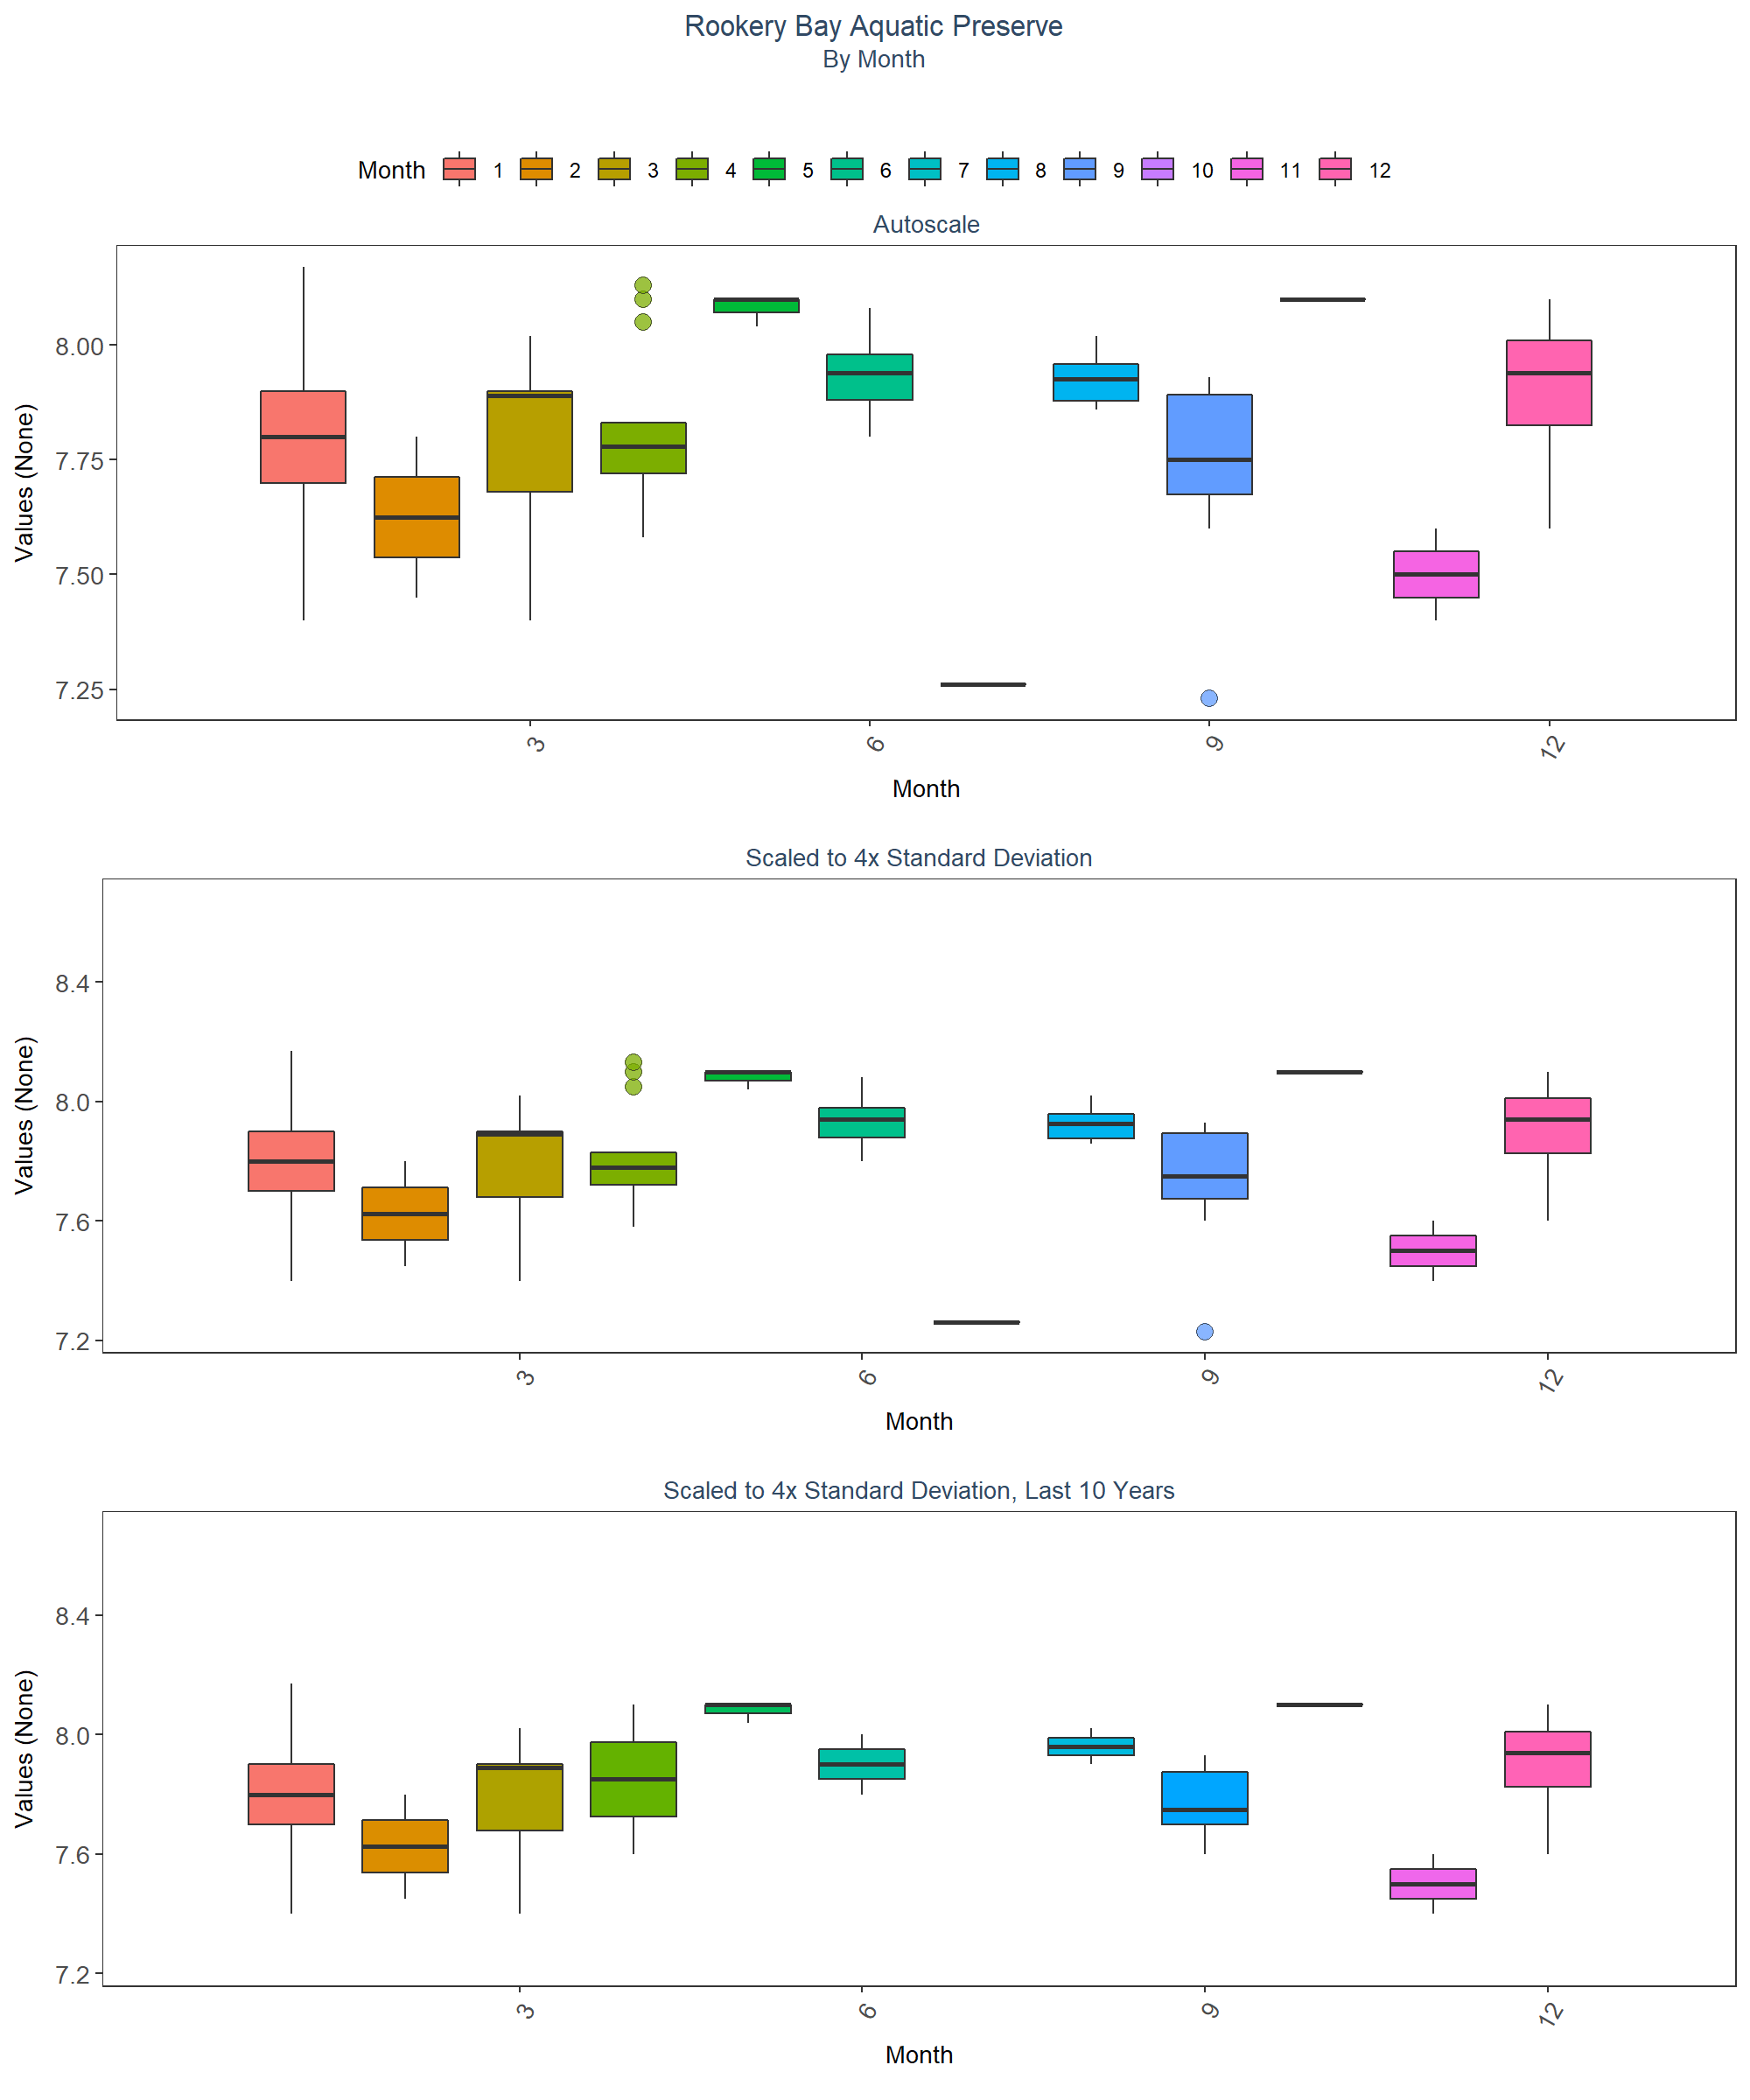 Rookery Bay Aquatic Preserve
By Month
Month 1 2 3 4 5 6 7 8 9 10 11 12
Autoscale
Values (None)
8.00
7.75
7.50
7.25
3 6 9 12
Month
Scaled to 4x Standard Deviation
Values (None)
8.4
8.0
7.6
7.2
3 6 9 12
Month
Scaled to 4x Standard Deviation, Last 10 Years
Values (None)
8.4
8.0
7.6
7.2
3 6 9 12
Month